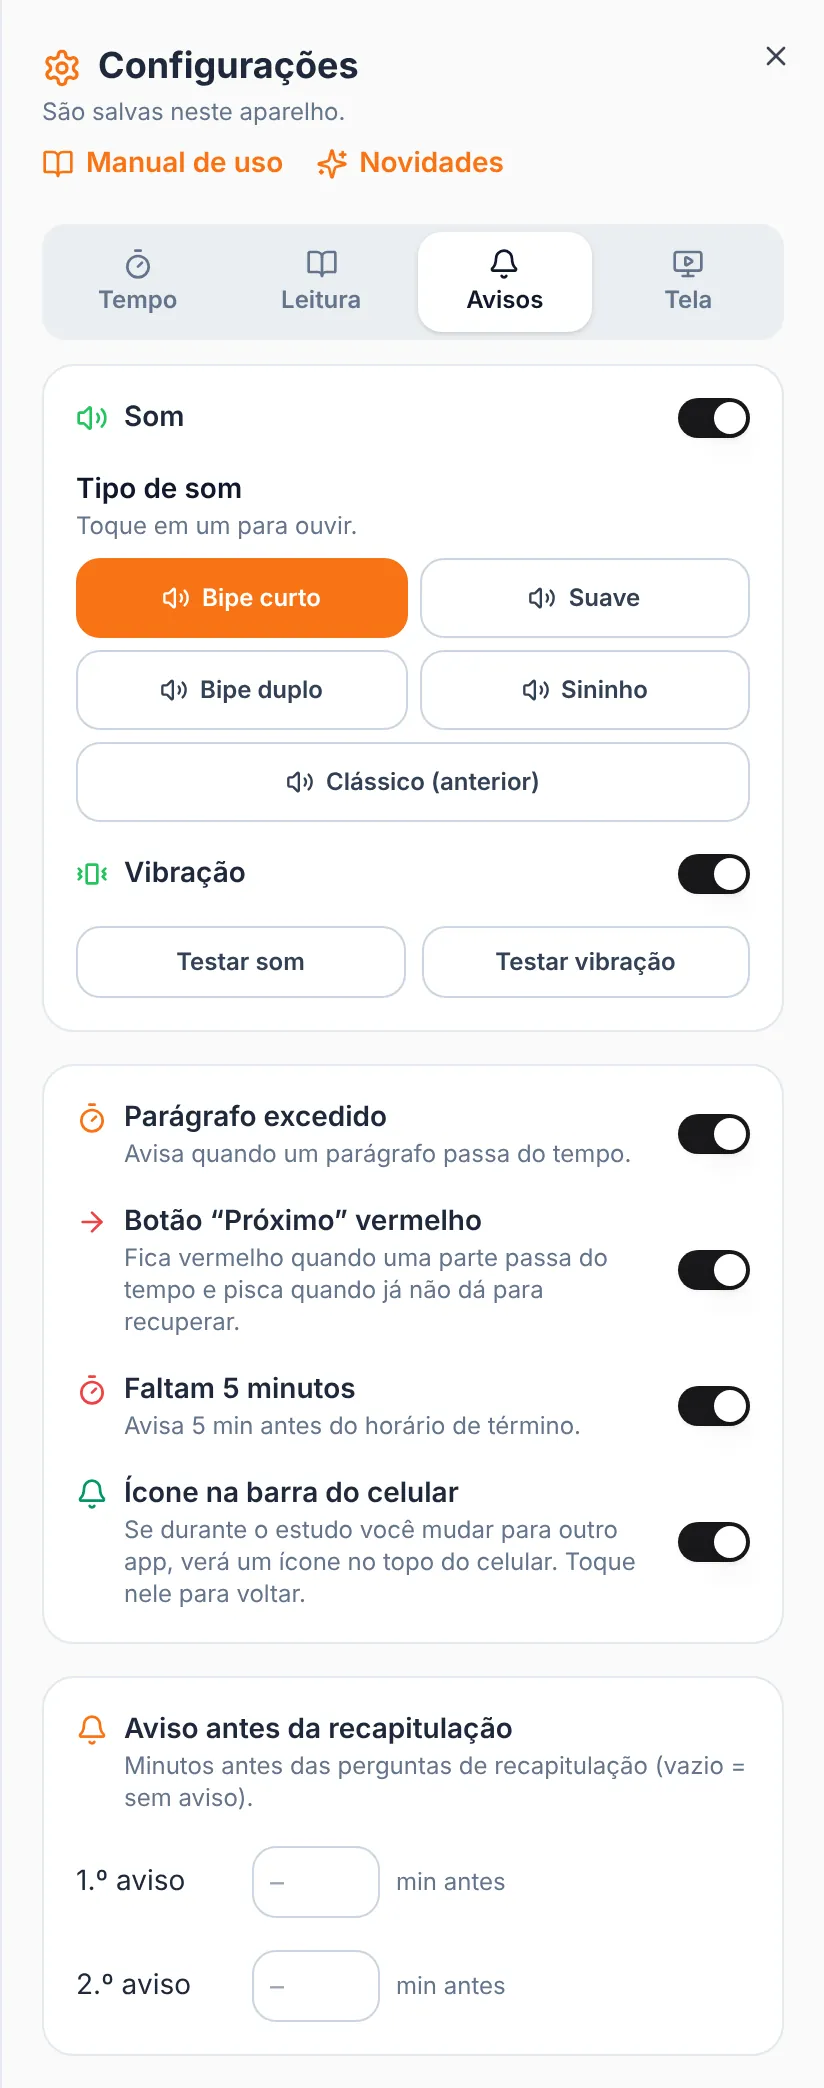 Configurações
São salvas neste aparelho.
Manual de uso
Novidades
Tempo
Leitura
Avisos
Tela
Som
Tipo de som
Toque em um para ouvir.
Bipe curto
Suave
Bipe duplo
Sininho
Clássico (anterior)
Vibração
Testar som
Testar vibração
Parágrafo excedido
Avisa quando um parágrafo passa do tempo.
Botão “Próximo” vermelho
Fica vermelho quando uma parte passa do
tempo e pisca quando já não dá para
recuperar.
Faltam 5 minutos
Avisa 5 min antes do horário de término.
Ícone na barra do celular
Se durante o estudo você mudar para outro
app, verá um ícone no topo do celular. Toque
nele para voltar.
Aviso antes da recapitulação
Minutos antes das perguntas de recapitulação (vazio =
sem aviso).
1.º aviso
–
min antes
2.º aviso
–
min antes